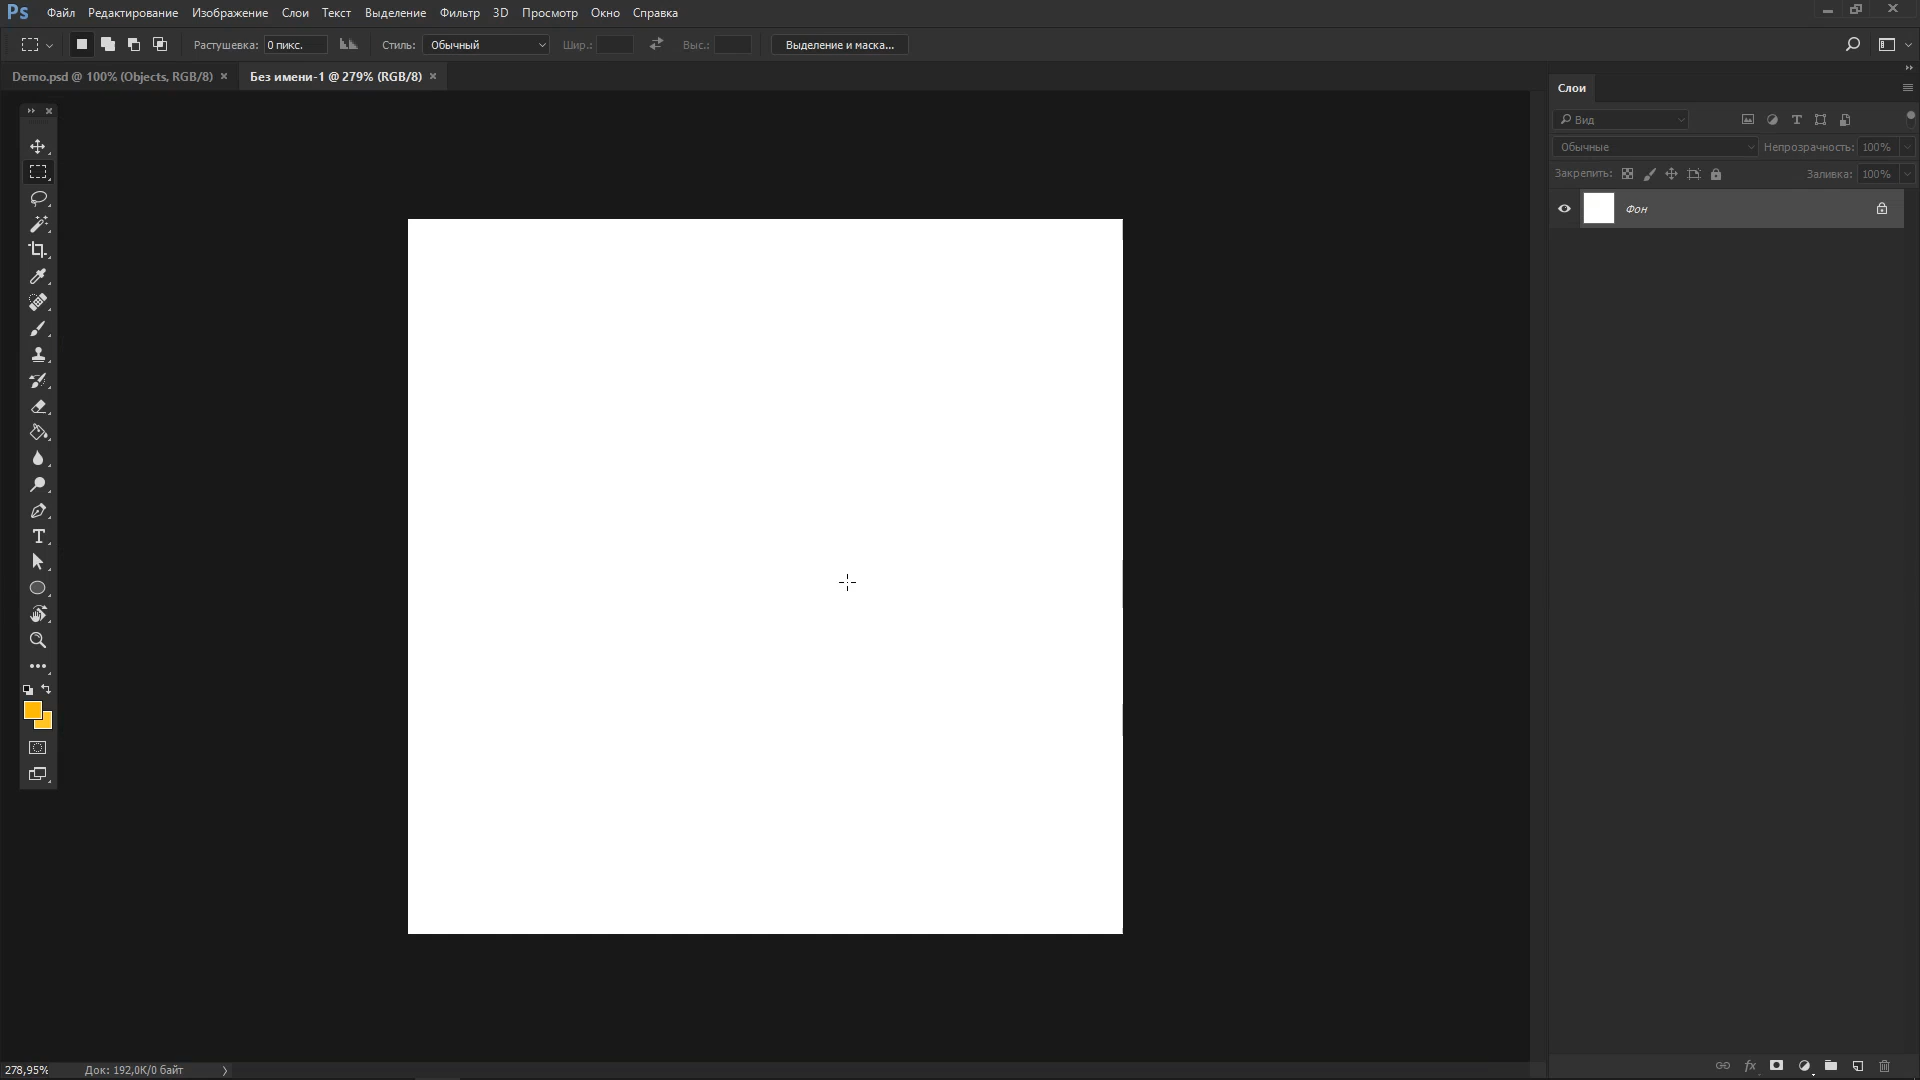 Ps Файл Редактирование Изображение Слои Текст Выделение Фильтр 3D Просмотр Окно Справка
Растушевка: 0 пикс. Стиль: Обычный Шир.: Выс.: Выделение и маска...
Demo.psd @ 100% (Objects, RGB/8) Без имени-1 @ 279% (RGB/8)
Слои
Вид
Обычные Непрозрачность: 100%
Закрепить: Заливка: 100%
Фон
278,95% Док: 192,0К/0 байт